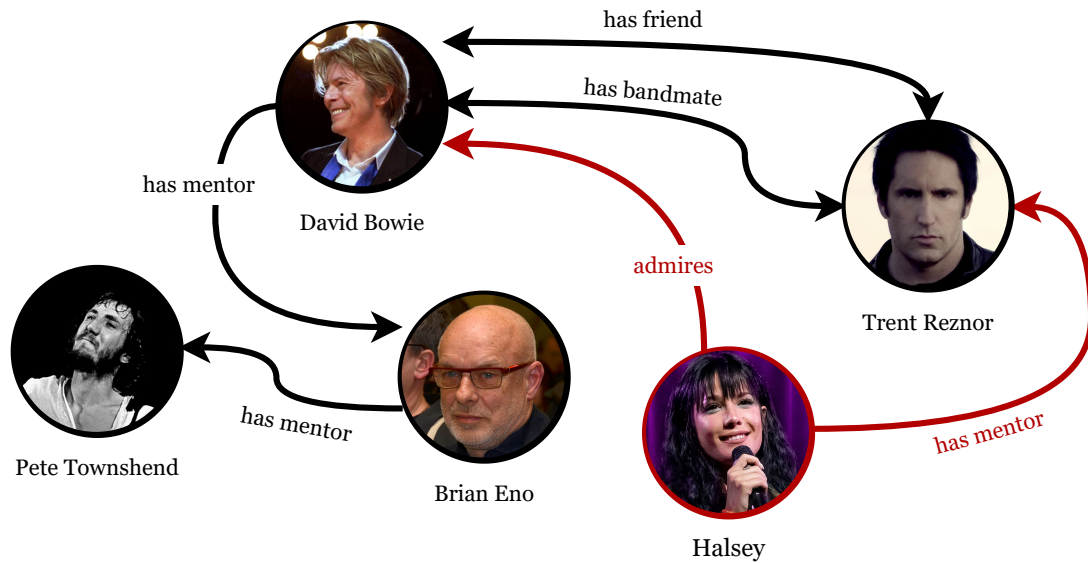 has friend
has bandmate
has mentor
David Bowie
admires
Trent Reznor
has mentor
has mentor
Pete Townshend
Brian Eno
Halsey